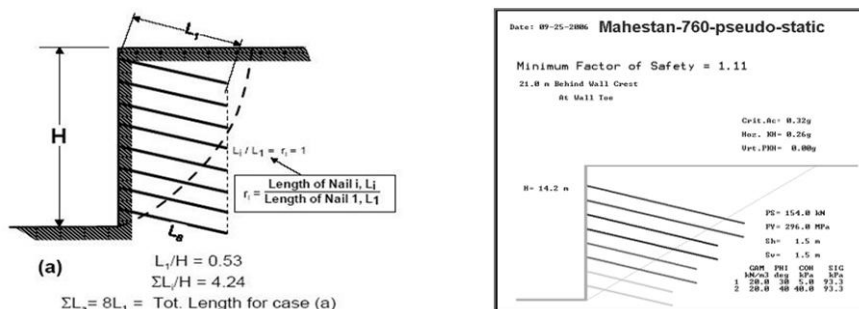 L₁
H
Lᵢ / L₁ = rᵢ = 1
rᵢ = Length of Nail i, Lᵢ
Length of Nail 1, L₁
L₈
(a)
L₁/H = 0.53
ΣLᵢ/H = 4.24
= 8L₁ = Tot. Length for case (a)
Date: 09-25-2006 Mahestan-760-pseudo-static
Minimum Factor of Safety = 1.11
21.0 m Behind Wall Crest
At Wall Toe
Crit.Ac= 0.32g
Hoz. KH= 0.26g
Vrt.PKH= 0.00g
H= 14.2 m
PS= 154.0 kN
FY= 296.0 MPa
Sh= 1.5 m
Sv= 1.5 m
GAM PHI COH SIG
kN/m3 deg kPa kPa
1 20.0 30 5.0 93.3
2 20.0 40 40.0 93.3